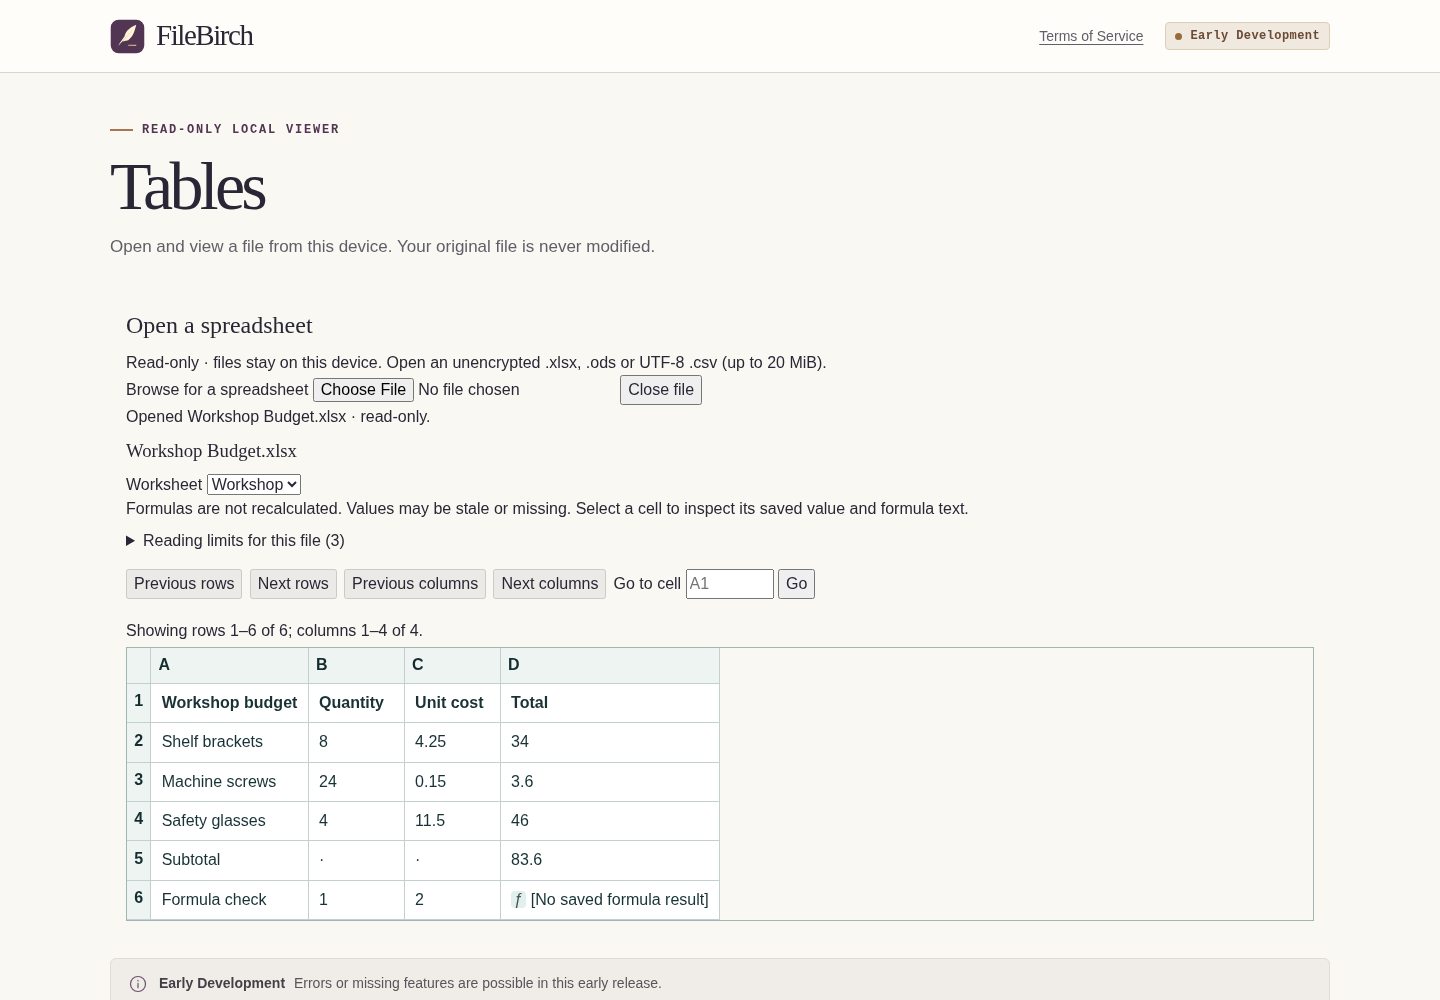 FileBirch
Terms of Service
Early Development
READ-ONLY LOCAL VIEWER
Tables
Open and view a file from this device. Your original file is never modified.
Open a spreadsheet
Read-only · files stay on this device. Open an unencrypted .xlsx, .ods or UTF-8 .csv (up to 20 MiB).
Browse for a spreadsheet Choose File No file chosen Close file
Opened Workshop Budget.xlsx · read-only.
Workshop Budget.xlsx
Worksheet Workshop
Formulas are not recalculated. Values may be stale or missing. Select a cell to inspect its saved value and formula text.
Reading limits for this file (3)
Previous rows Next rows Previous columns Next columns Go to cell A1 Go
Showing rows 1–6 of 6; columns 1–4 of 4.
A B C D
1 Workshop budget Quantity Unit cost Total
2 Shelf brackets 8 4.25 34
3 Machine screws 24 0.15 3.6
4 Safety glasses 4 11.5 46
5 Subtotal · · 83.6
6 Formula check 1 2 ƒ [No saved formula result]
Early Development Errors or missing features are possible in this early release.